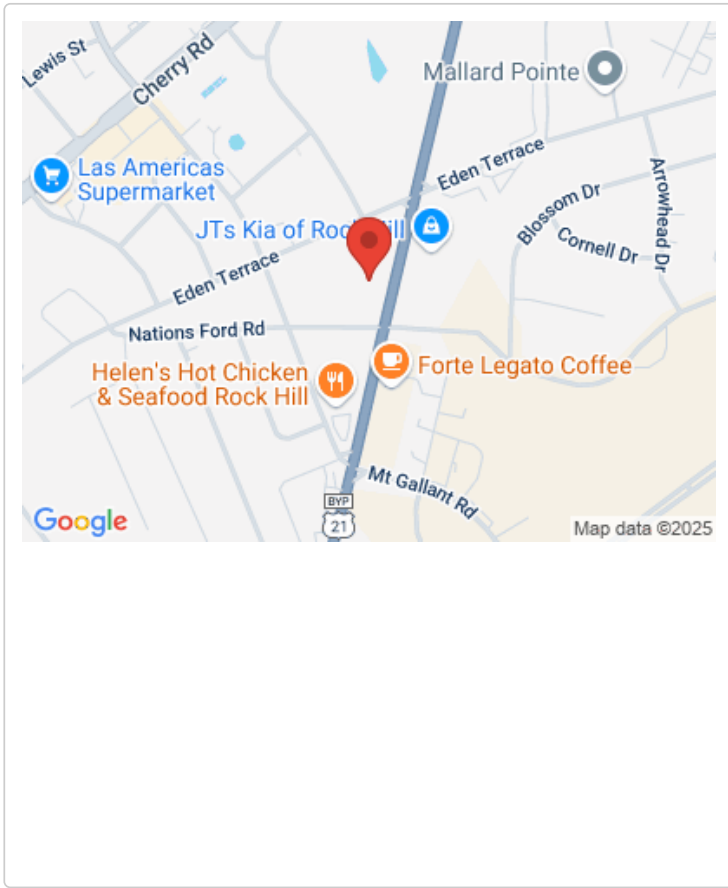 Lewis St
Cherry Rd
Mallard Pointe
Las Americas
Supermarket
Eden Terrace
Arrowhead Dr
Blossom Dr
Cornell Dr
JTs Kia of Rock Hill
Eden Terrace
Nations Ford Rd
Helen's Hot Chicken
& Seafood Rock Hill
Forte Legato Coffee
Mt Gallant Rd
BYP
21
Google
Map data ©2025